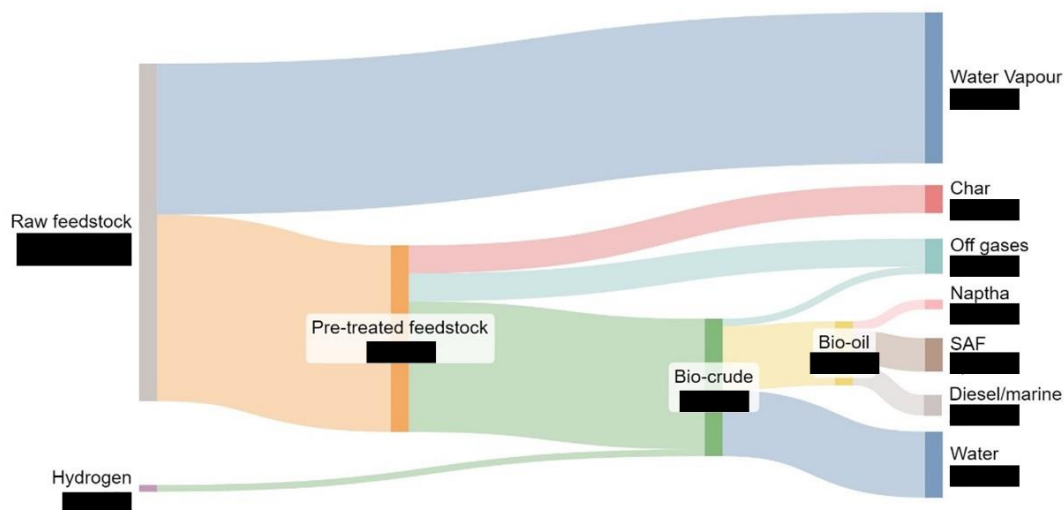 Water Vapour
Char
Raw feedstock
Off gases
Naptha
Pre-treated feedstock
Bio-oil
SAF
Bio-crude
Diesel/marine
Water
Hydrogen